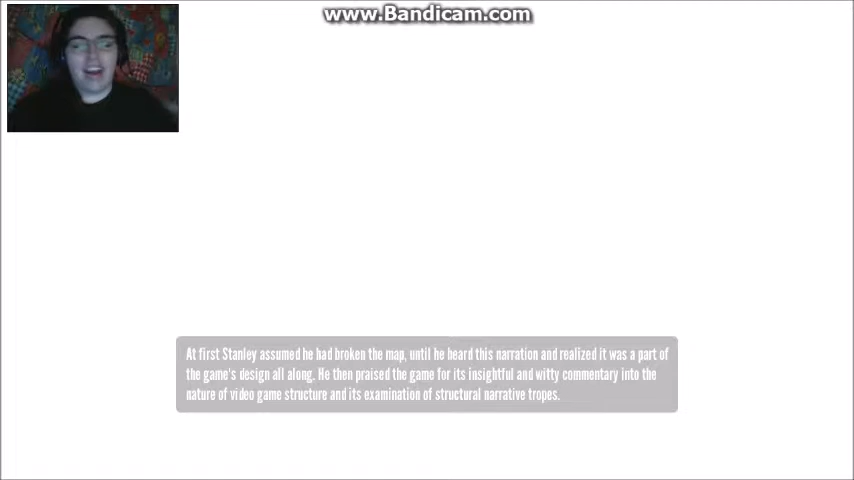 www.Bandicam.com
At first Stanley assumed he had broken the map, until he heard this narration and realized it was a part of
the game's design all along. He then praised the game for its insightful and witty commentary into the
nature of video game structure and its examination of structural narrative tropes.